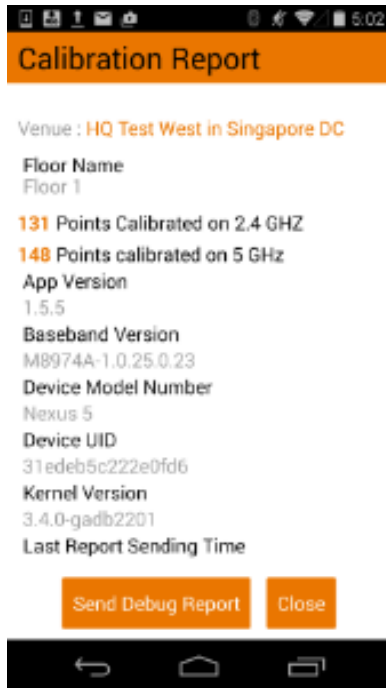 5:02
Calibration Report
Venue : HQ Test West in Singapore DC
Floor Name
Floor 1
131 Points Calibrated on 2.4 GHZ
148 Points calibrated on 5 GHz
App Version
1.5.5
Baseband Version
M8974A-1.0.25.0.23
Device Model Number
Nexus 5
Device UID
31edeb5c222e0fd6
Kernel Version
3.4.0-gadb2201
Last Report Sending Time
Send Debug Report
Close